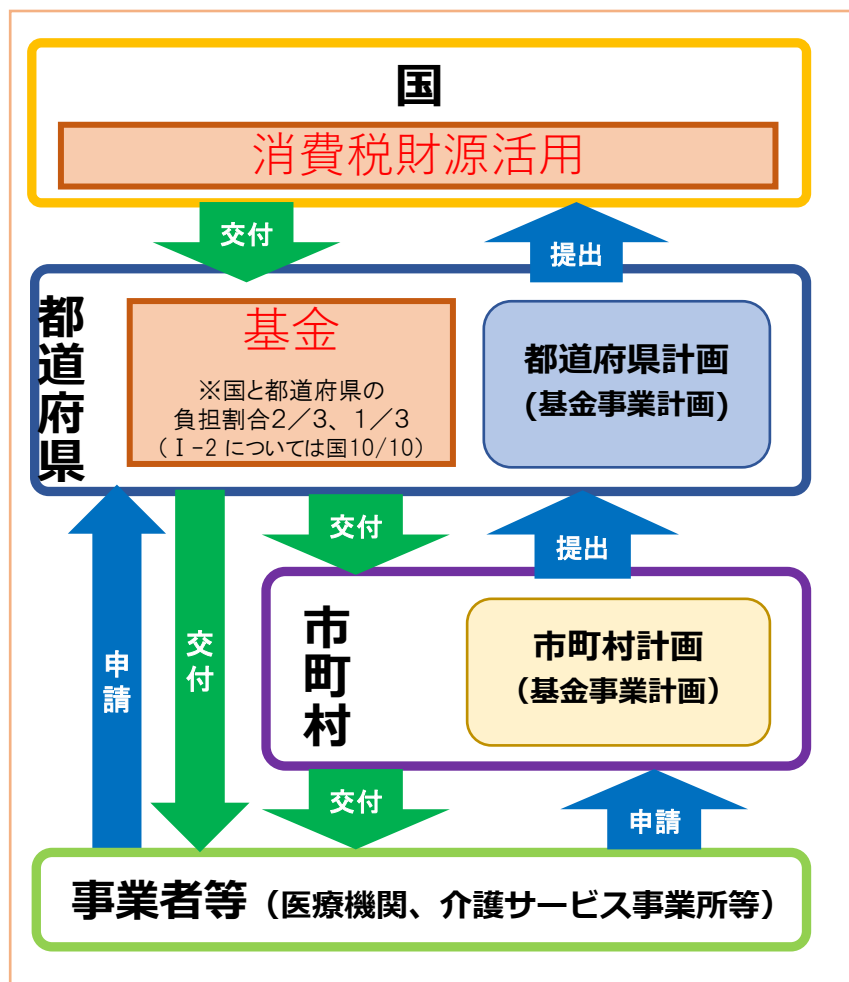 国
消費税財源活用
交付
提出
都道府県
基金
※国と都道府県の
負担割合2/3、1/3
(Ⅰ-2 については国10/10)
都道府県計画
(基金事業計画)
交付
提出
申請
交付
市町村
市町村計画
(基金事業計画)
交付
申請
事業者等(医療機関、介護サービス事業所等)